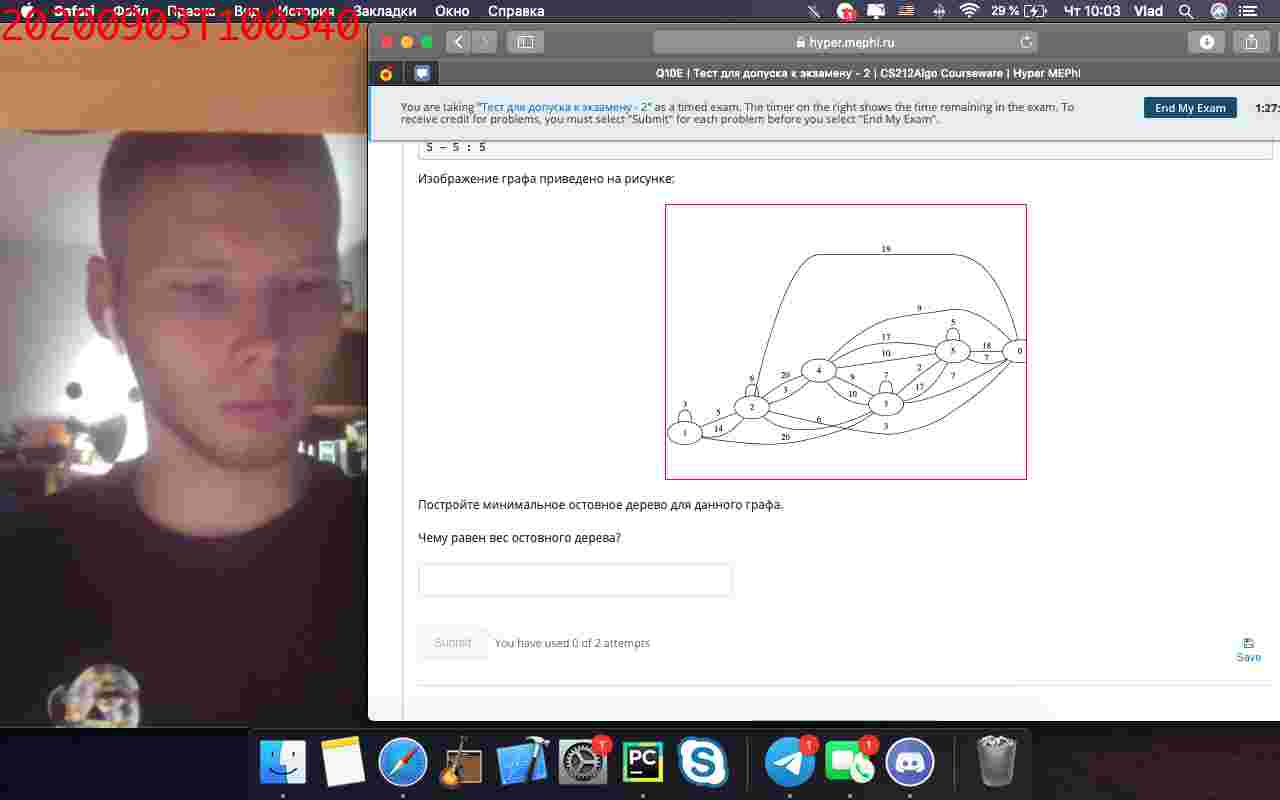 Safari Файл Правка Вид История Закладки Окно Справка 29 % Чт 10:03 Vlad
20200903T100340
hyper.mephi.ru
Q10E | Тест для допуска к экзамену - 2 | CS212Algo Courseware | Hyper MEPhI
You are taking "Тест для допуска к экзамену - 2" as a timed exam. The timer on the right shows the time remaining in the exam. To
receive credit for problems, you must select "Submit" for each problem before you select "End My Exam".
End My Exam
1:27:
5 - 5 : 5
Изображение графа приведено на рисунке:
19
9
17
5
10
18
7
20
3
9
10
7
2
17
7
9
5
14
3
6
3
20
1
2
4
3
5
0
Постройте минимальное остовное дерево для данного графа.
Чему равен вес остовного дерева?
Submit
You have used 0 of 2 attempts
Save
1
PC
1
1